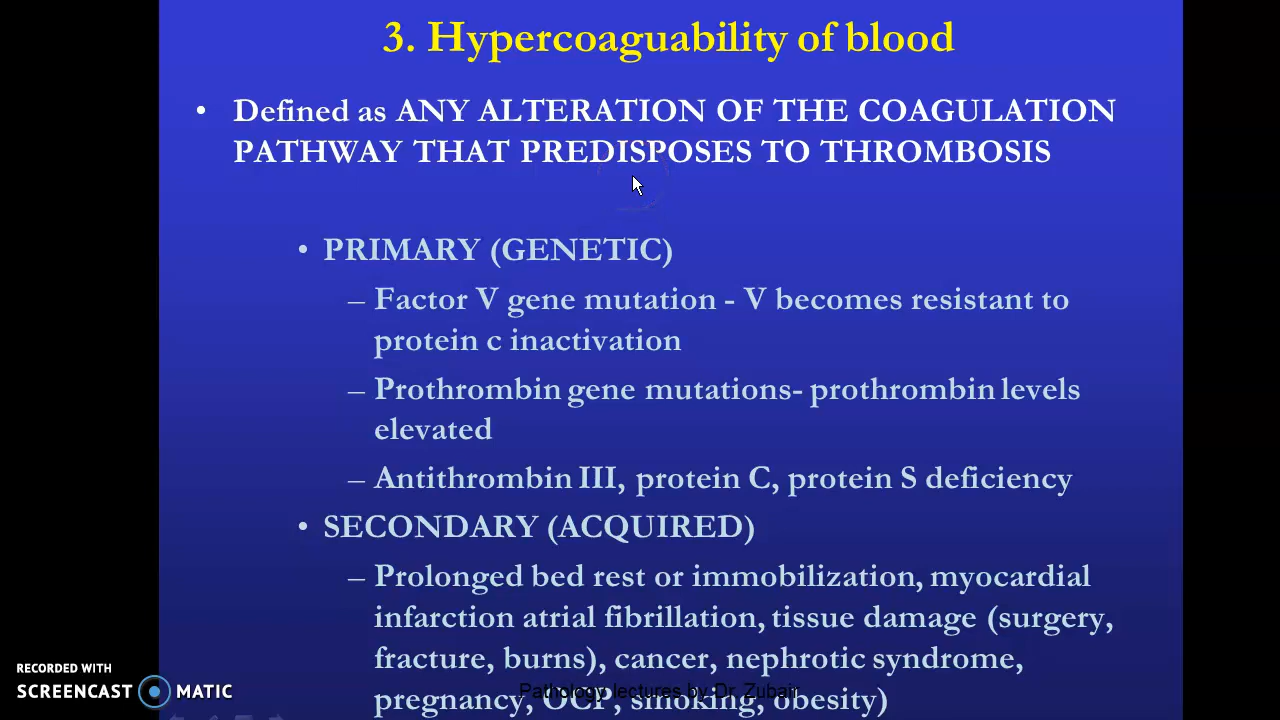 3. Hypercoaguability of blood
• Defined as ANY ALTERATION OF THE COAGULATION
PATHWAY THAT PREDISPOSES TO THROMBOSIS
• PRIMARY (GENETIC)
– Factor V gene mutation - V becomes resistant to
protein c inactivation
– Prothrombin gene mutations- prothrombin levels
elevated
– Antithrombin III, protein C, protein S deficiency
• SECONDARY (ACQUIRED)
– Prolonged bed rest or immobilization, myocardial
infarction atrial fibrillation, tissue damage (surgery,
fracture, burns), cancer, nephrotic syndrome,
pregnancy, OCP, smoking, obesity)
Pathology lectures by Dr. Zubair
RECORDED WITH
SCREENCAST MATIC